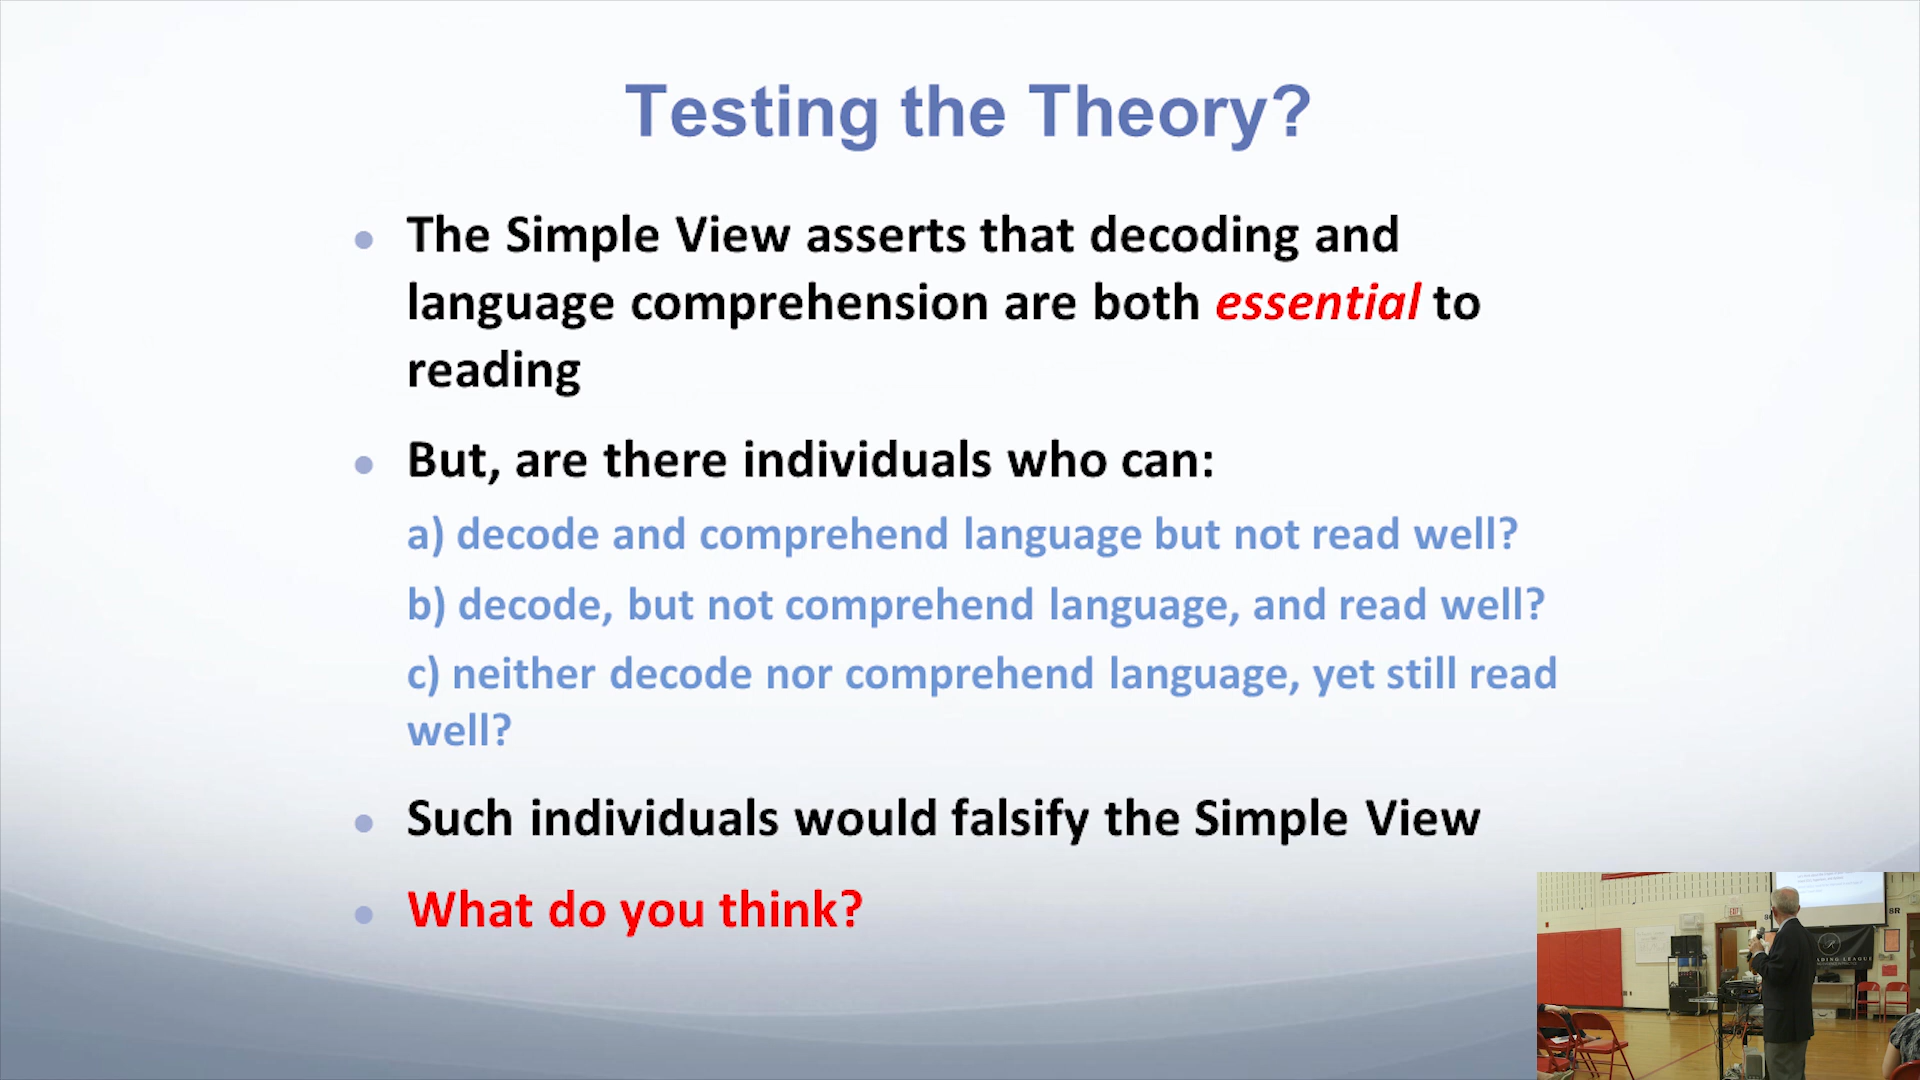 Testing the Theory?
• The Simple View asserts that decoding and
language comprehension are both essential to
reading
• But, are there individuals who can:
a) decode and comprehend language but not read well?
b) decode, but not comprehend language, and read well?
c) neither decode nor comprehend language, yet still read
well?
• Such individuals would falsify the Simple View
• What do you think?
EXIT
8R
LEAGUE